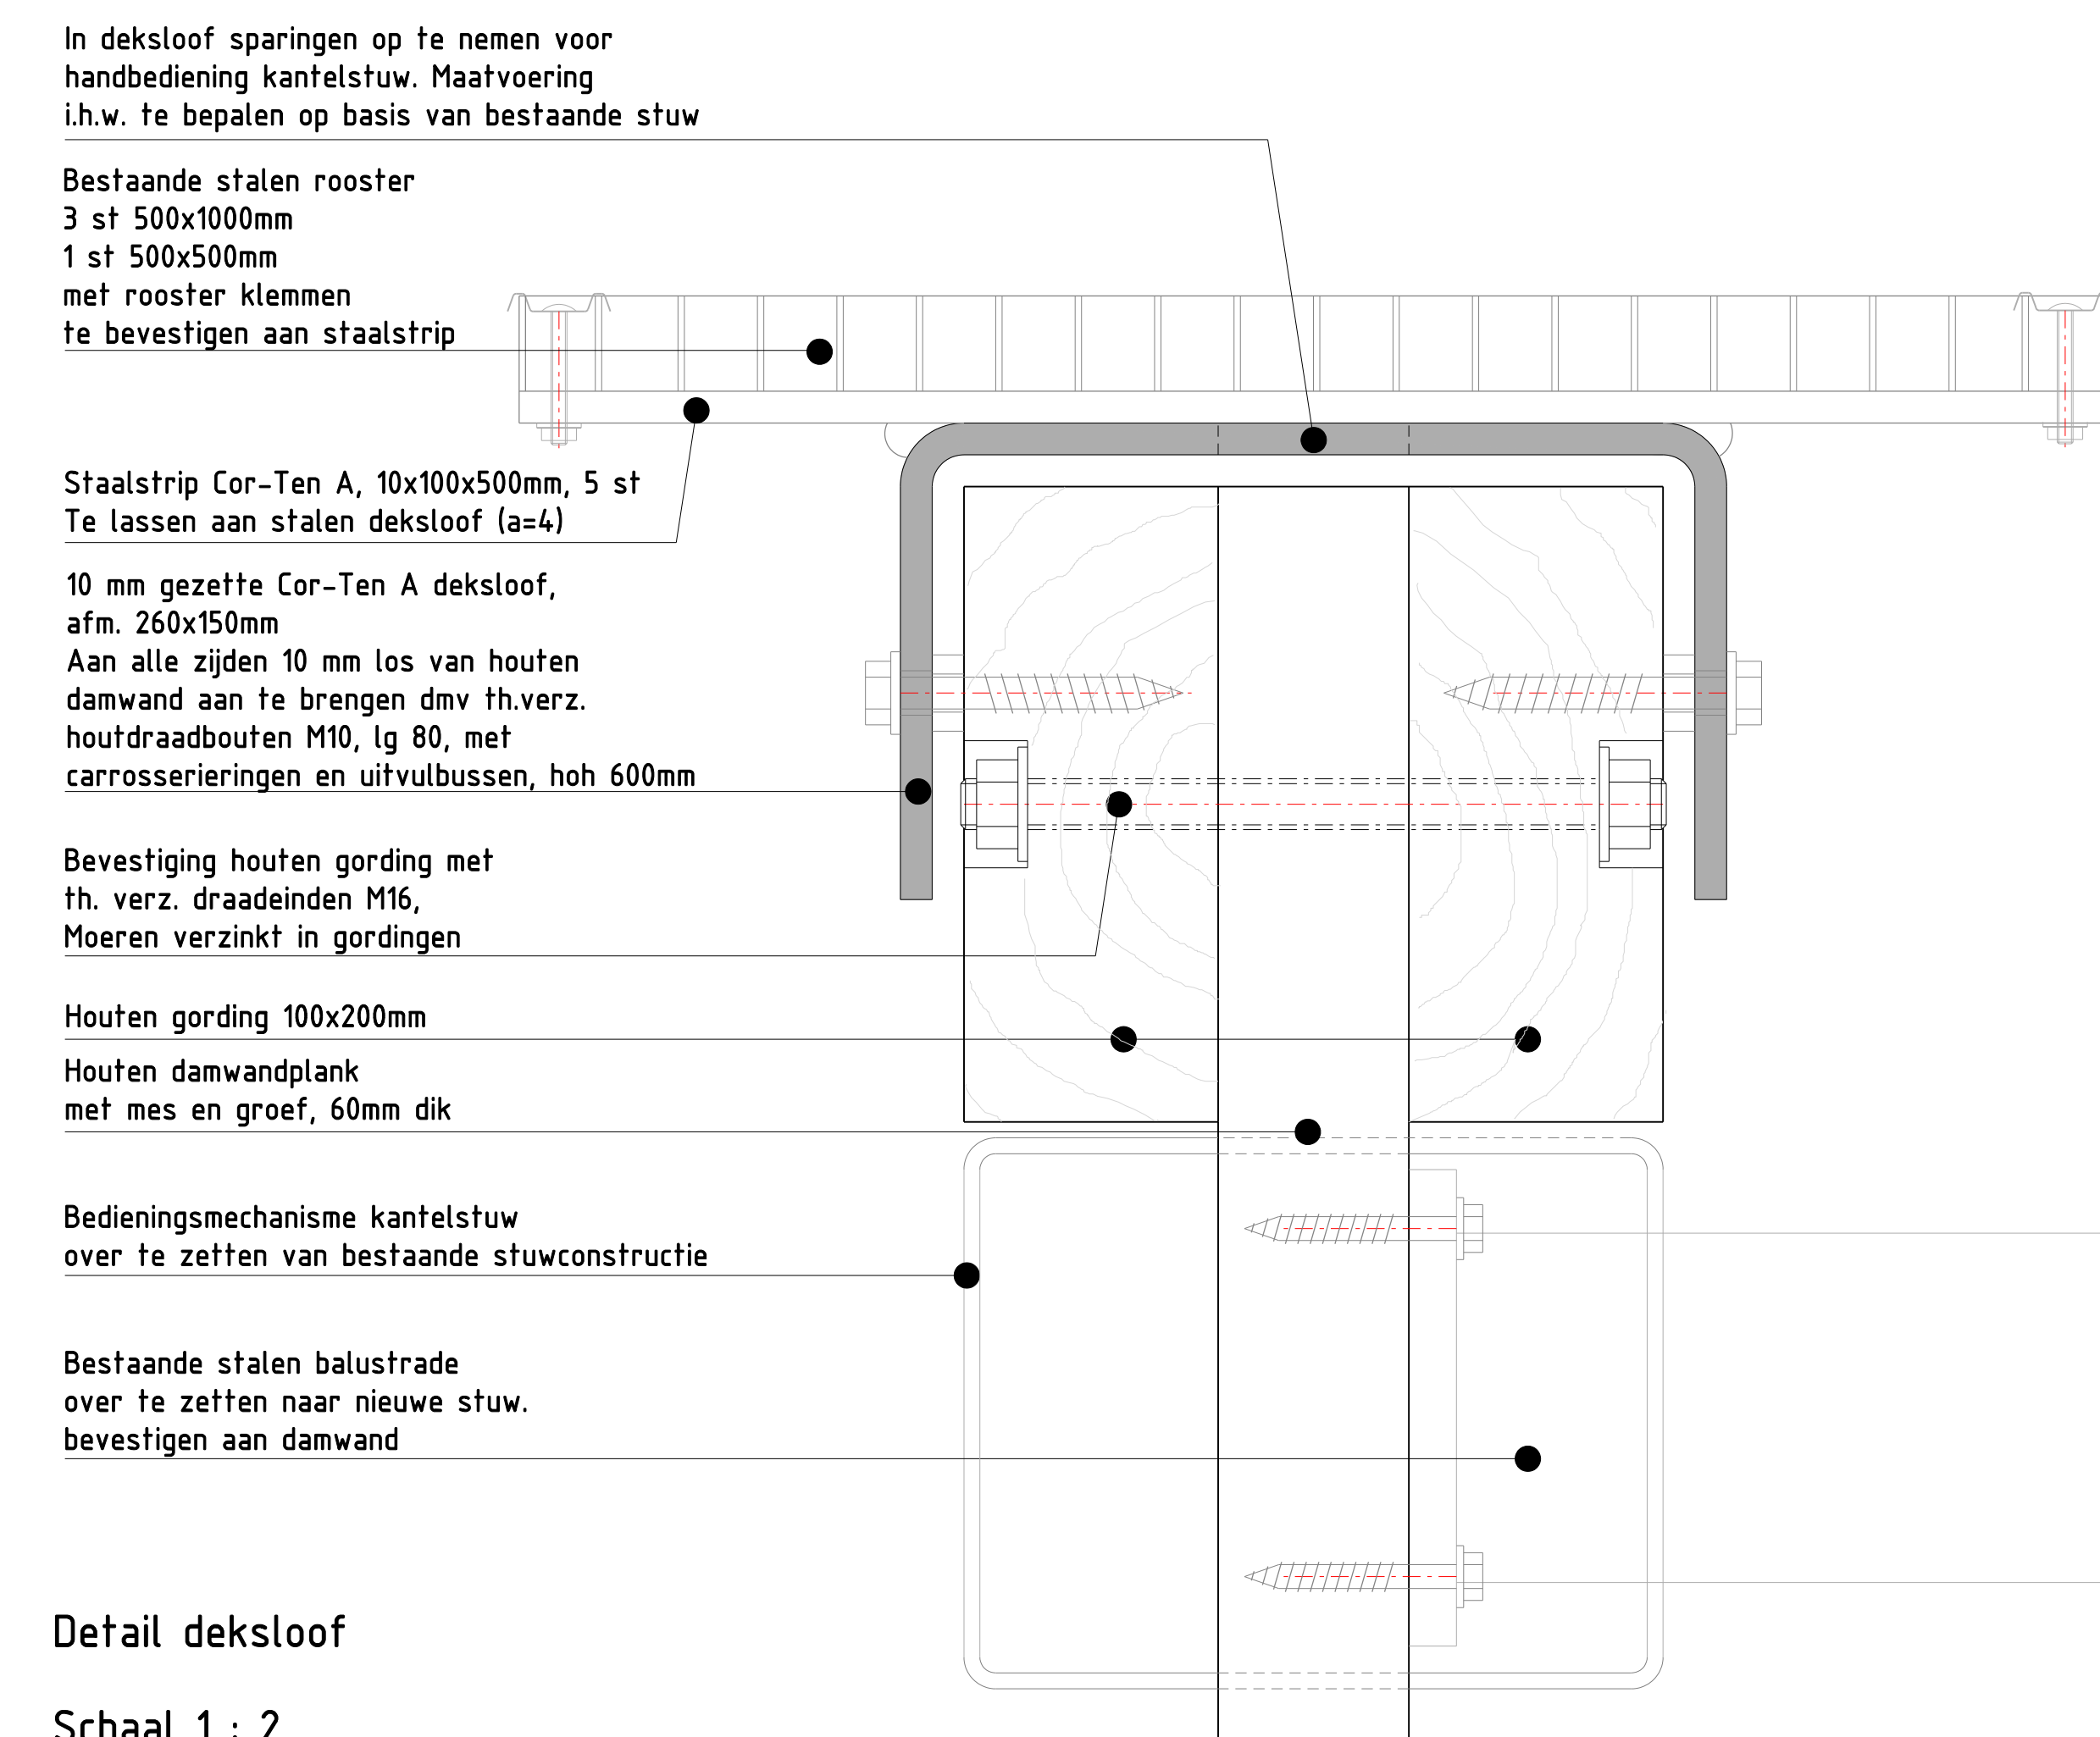 In deksloof sparingen op te nemen voor
handbediening kantelstuw. Maatvoering
i.h.w. te bepalen op basis van bestaande stuw
Bestaande stalen rooster
3 st 500x1000mm
1 st 500x500mm
met rooster klemmen
te bevestigen aan staalstrip
Staalstrip Cor-Ten A, 10x100x500mm, 5 st
Te lassen aan stalen deksloof (a=4)
10 mm gezette Cor-Ten A deksloof,
afm. 260x150mm
Aan alle zijden 10 mm los van houten
damwand aan te brengen dmv th.verz.
houtdraadbouten M10, lg 80, met
carrosserieringen en uitvulbussen, hoh 600mm
Bevestiging houten gording met
th. verz. draadeinden M16,
Moeren verzinkt in gordingen
Houten gording 100x200mm
Houten damwandplank
met mes en groef, 60mm dik
Bedieningsmechanisme kantelstuw
over te zetten van bestaande stuwconstructie
Bestaande stalen balustrade
over te zetten naar nieuwe stuw.
bevestigen aan damwand
Detail deksloof
Schaal 1 : 2